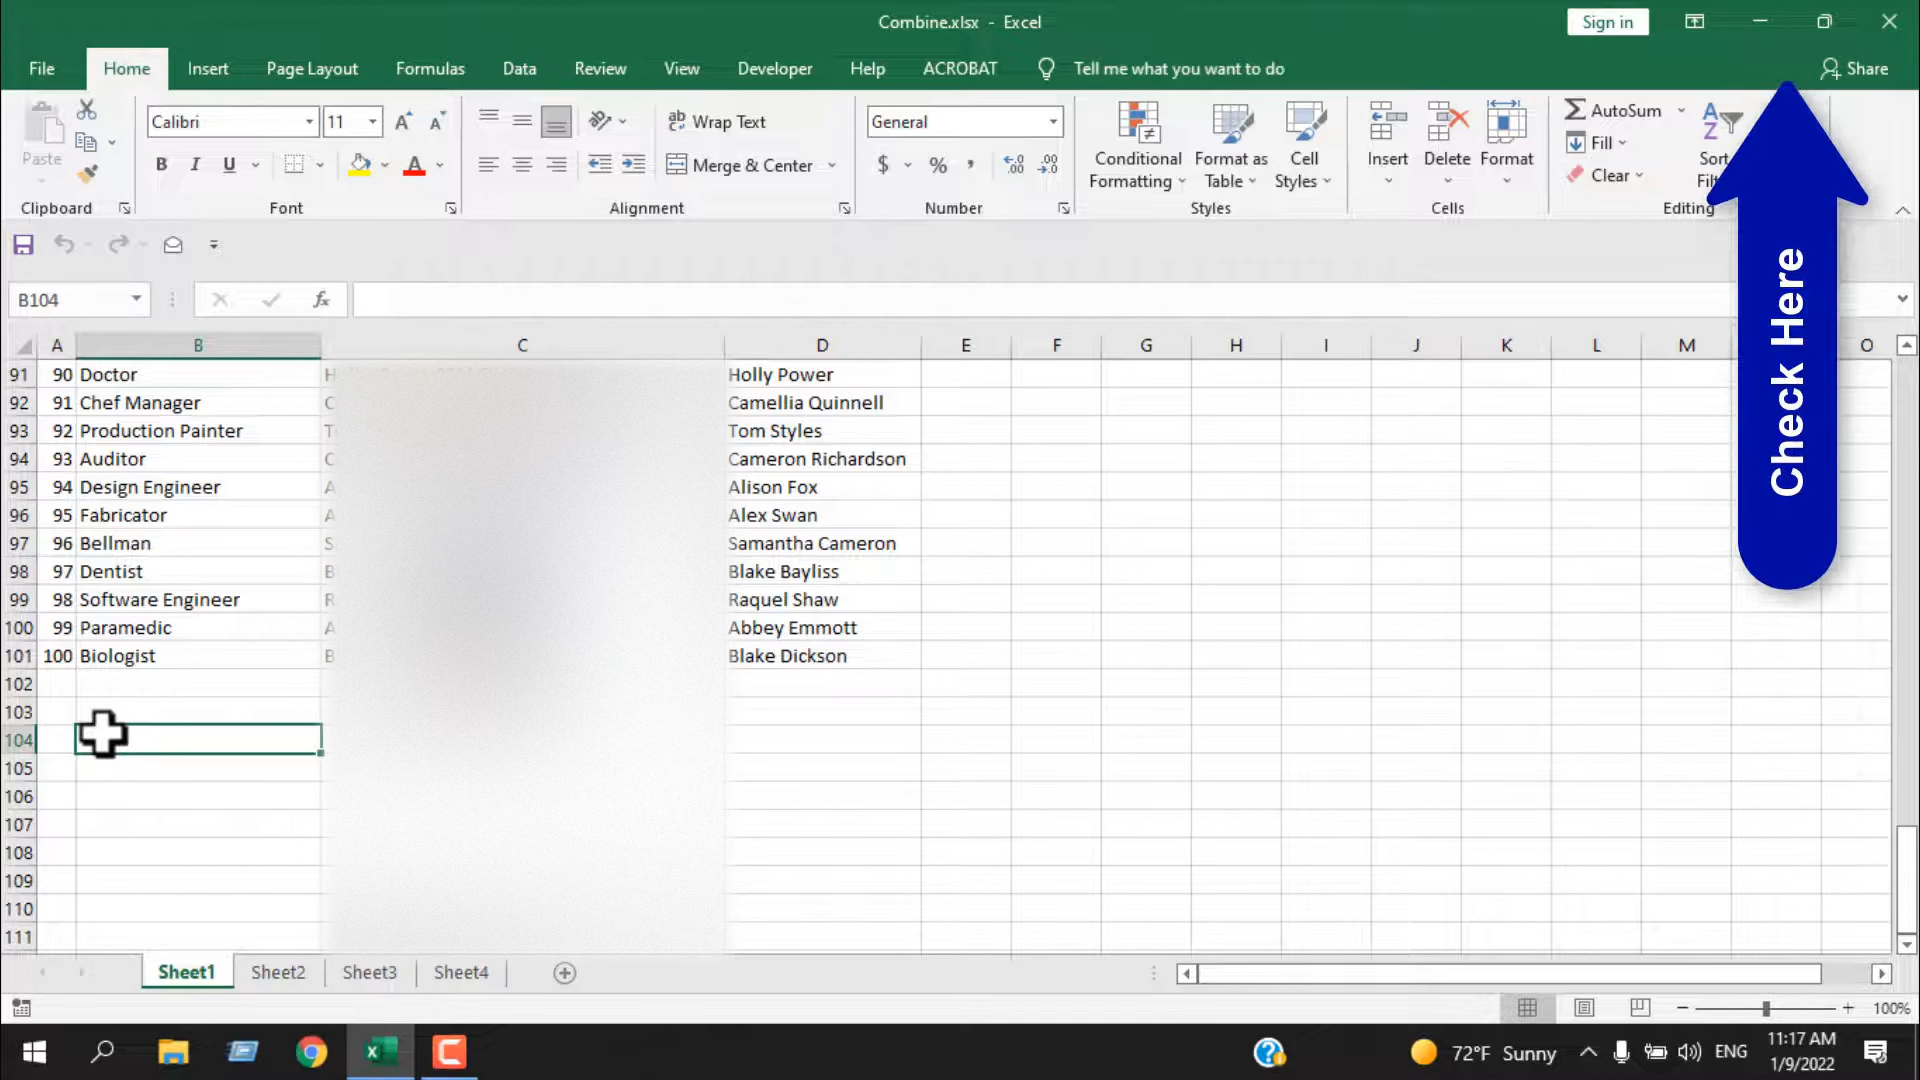 Combine.xlsx - Excel
Sign in
File Home Insert Page Layout Formulas Data Review View Developer Help ACROBAT Tell me what you want to do Share
Paste
Calibri 11
Wrap Text
General
Conditional Formatting
Format as Table
Cell Styles
Insert Delete Format
AutoSum
Fill
Clear
Sort
B I U
Merge & Center
$ % ,
Clipboard Font Alignment Number Styles Cells Editing
Check Here
B104
fx
A B C D E F G H I J K L M O
91 90 Doctor H Holly Power
92 91 Chef Manager C Camellia Quinnell
93 92 Production Painter T Tom Styles
94 93 Auditor C Cameron Richardson
95 94 Design Engineer A Alison Fox
96 95 Fabricator A Alex Swan
97 96 Bellman S Samantha Cameron
98 97 Dentist B Blake Bayliss
99 98 Software Engineer R Raquel Shaw
100 99 Paramedic A Abbey Emmott
101 100 Biologist B Blake Dickson
102
103
104
105
106
107
108
109
110
111
Sheet1 Sheet2 Sheet3 Sheet4
100%
72°F Sunny ENG 11:17 AM
1/9/2022